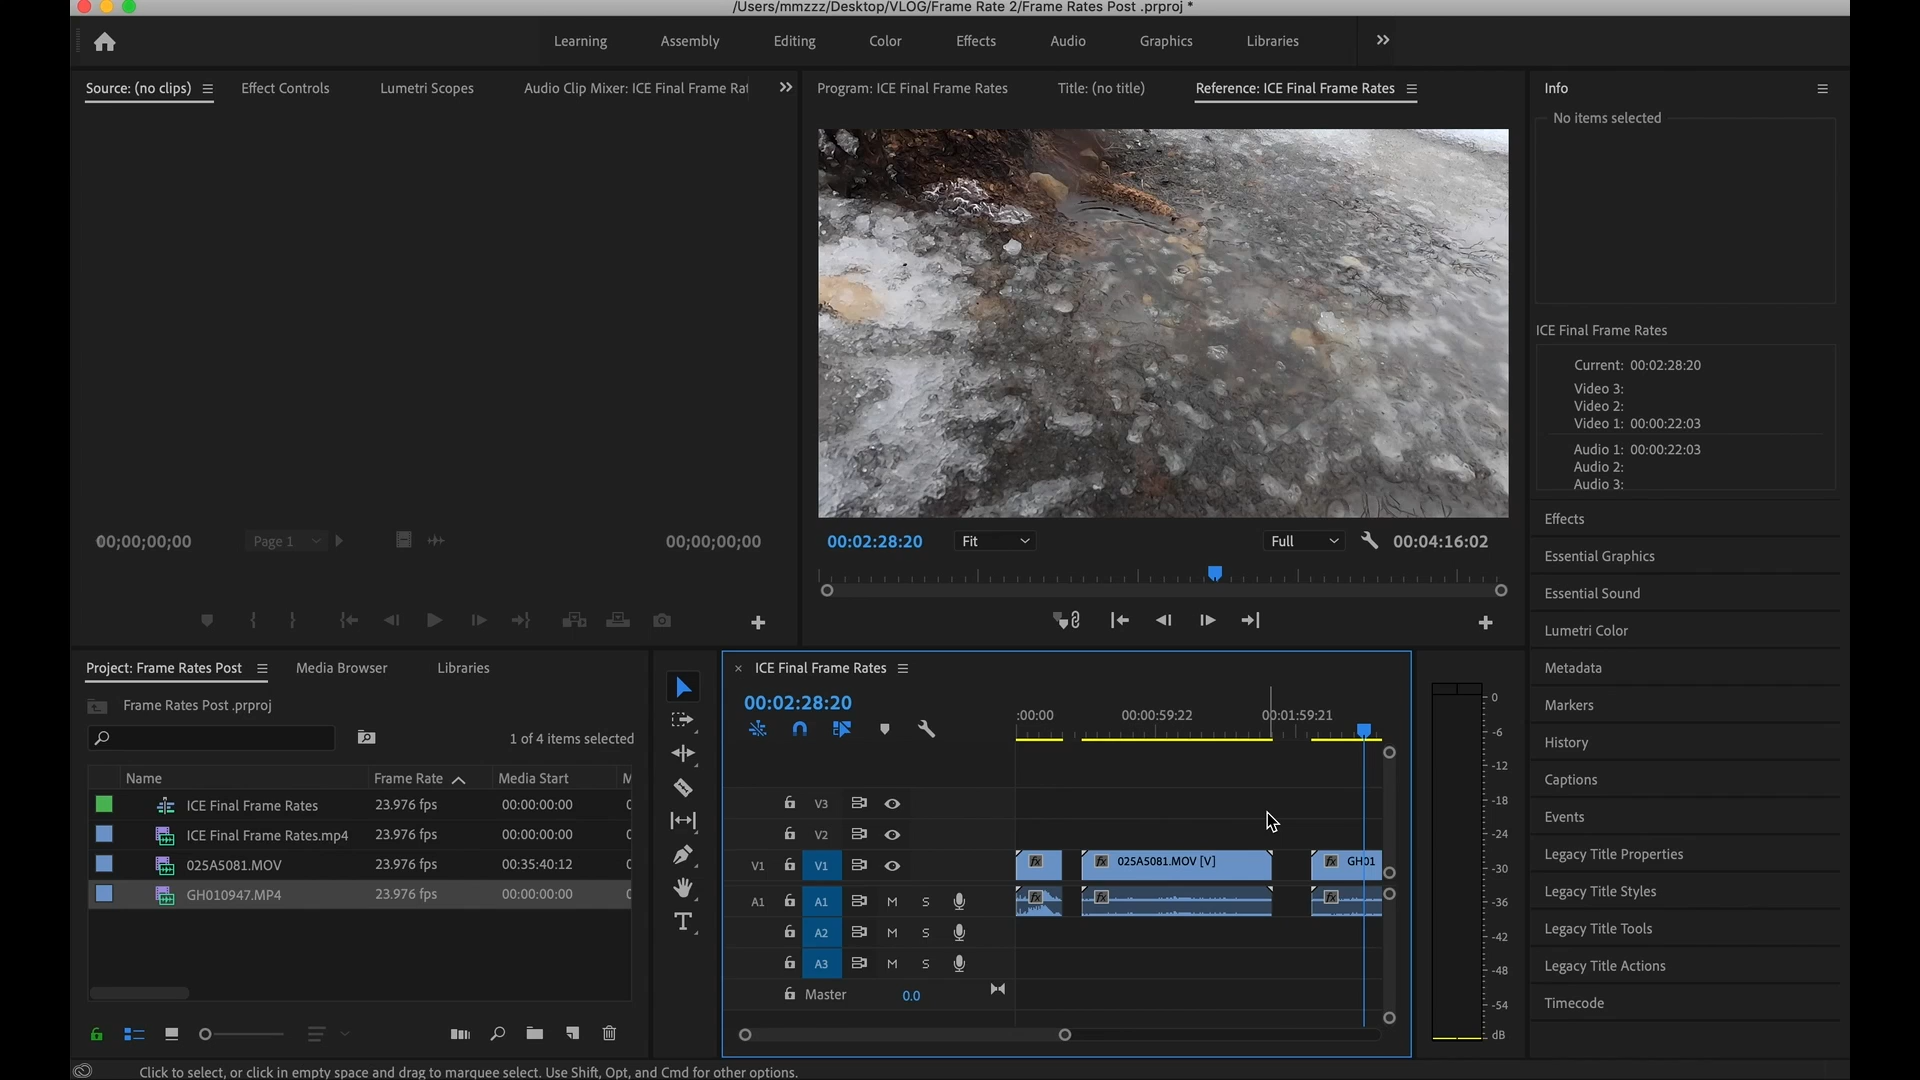 /Users/mmzzz/Desktop/VLOG/Frame Rate 2/Frame Rates Post .prproj *
Learning Assembly Editing Color Effects Audio Graphics Libraries
Source: (no clips) Effect Controls Lumetri Scopes Audio Clip Mixer: ICE Final Frame Rat
Program: ICE Final Frame Rates Title: (no title) Reference: ICE Final Frame Rates
Info
No items selected
ICE Final Frame Rates
Current: 00:02:28:20
Video 3:
Video 2:
Video 1: 00:00:22:03
Audio 1: 00:00:22:03
Audio 2:
Audio 3:
00;00;00;00 Page 1 00;00;00;00
00:02:28:20 Fit Full 00:04:16:02
Effects
Essential Graphics
Essential Sound
Lumetri Color
Metadata
Markers
History
Captions
Events
Legacy Title Properties
Legacy Title Styles
Legacy Title Tools
Legacy Title Actions
Timecode
Project: Frame Rates Post Media Browser Libraries
Frame Rates Post .prproj
1 of 4 items selected
Name Frame Rate Media Start M
ICE Final Frame Rates 23.976 fps 00:00:00:00 0
ICE Final Frame Rates.mp4 23.976 fps 00:00:00:00 0
025A5081.MOV 23.976 fps 00:35:40:12 0
GH010947.MP4 23.976 fps 00:00:00:00 0
× ICE Final Frame Rates
00:02:28:20
:00:00 00:00:59:22 00:01:59:21
V3
V2
V1 V1 fx fx 025A5081.MOV [V] fx GH01
A1 A1 M S fx fx fx
A2 M S
A3 M S
Master 0.0
0
-6
-12
-18
-24
-30
-36
-42
-48
-54
dB
Click to select, or click in empty space and drag to marquee select. Use Shift, Opt, and Cmd for other options.